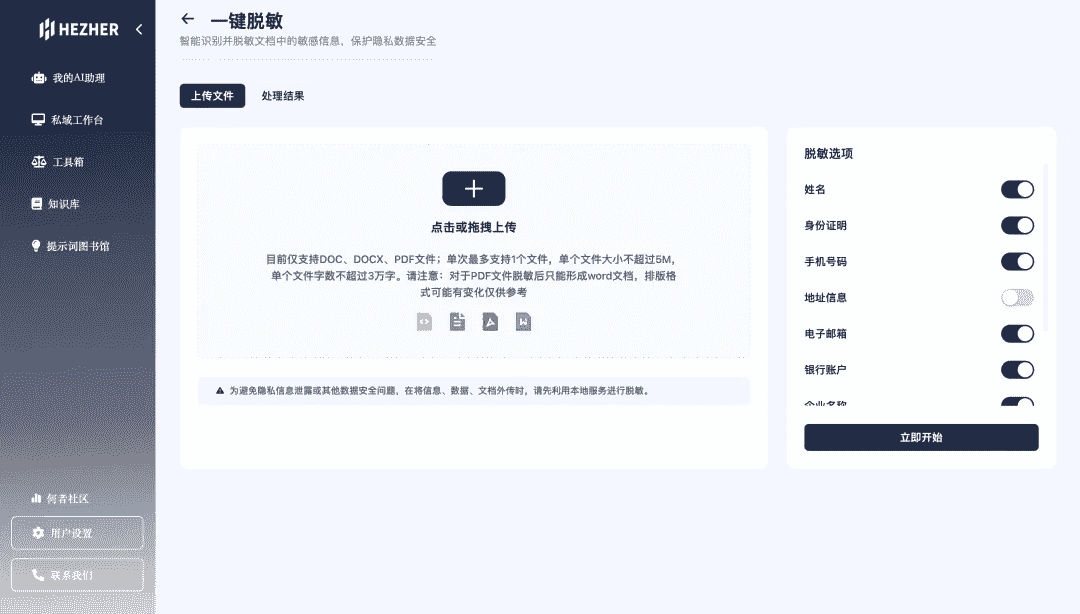 HEZHER
我的AI助理
私域工作台
工具箱
知识库
提示词图书馆
何者社区
用户设置
联系我们
一键脱敏
智能识别并脱敏文档中的敏感信息，保护隐私数据安全
上传文件
处理结果
点击或拖拽上传
目前仅支持DOC、DOCX、PDF文件；单次最多支持1个文件，单个文件大小不超过5M，
单个文件字数不超过3万字。请注意：对于PDF文件脱敏后只能形成word文档，排版格
式可能有变化仅供参考
为避免隐私信息泄露或其他数据安全问题，在将信息、数据、文档外传时，请先利用本地服务进行脱敏。
脱敏选项
姓名
身份证明
手机号码
地址信息
电子邮箱
银行账户
企业名称
立即开始